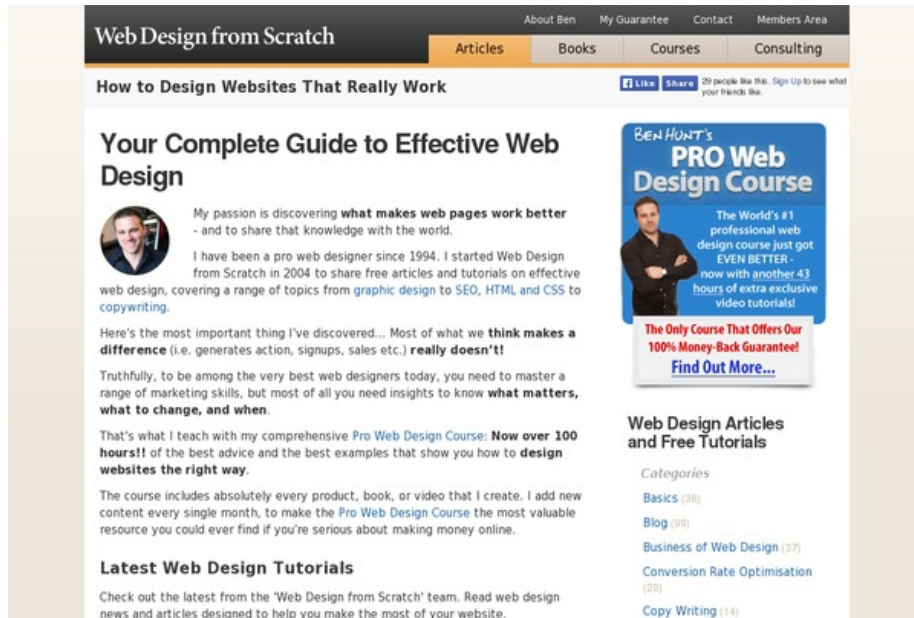 About Ben My Guarantee Contact Members Area
Web Design from Scratch
Articles Books Courses Consulting
How to Design Websites That Really Work
Like Share 29 people like this. Sign Up to see what
your friends like.
Your Complete Guide to Effective Web
Design
My passion is discovering what makes web pages work better
- and to share that knowledge with the world.
I have been a pro web designer since 1994. I started Web Design
from Scratch in 2004 to share free articles and tutorials on effective
web design, covering a range of topics from graphic design to SEO, HTML and CSS to
copywriting.
Here's the most important thing I've discovered... Most of what we think makes a
difference (i.e. generates action, signups, sales etc.) really doesn't!
Truthfully, to be among the very best web designers today, you need to master a
range of marketing skills, but most of all you need insights to know what matters,
what to change, and when.
That's what I teach with my comprehensive Pro Web Design Course: Now over 100
hours!! of the best advice and the best examples that show you how to design
websites the right way.
The course includes absolutely every product, book, or video that I create. I add new
content every single month, to make the Pro Web Design Course the most valuable
resource you could ever find if you're serious about making money online.
Latest Web Design Tutorials
Check out the latest from the 'Web Design from Scratch' team. Read web design
news and articles designed to help you make the most of your website.
BEN HUNT'S
PRO Web
Design Course
The World's #1
professional web
design course just got
EVEN BETTER -
now with another 43
hours of extra exclusive
video tutorials!
The Only Course That Offers Our
100% Money-Back Guarantee!
Find Out More...
Web Design Articles
and Free Tutorials
Categories
Basics (38)
Blog (99)
Business of Web Design (37)
Conversion Rate Optimisation
(20)
Copy Writing (14)